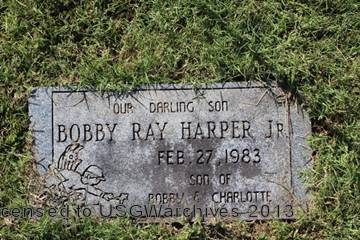 OUR DARLING SON
BOBBY RAY HARPER JR
FEB. 27, 1983
SON OF
BOBBY & CHARLOTTE
censed to USGWarchives 2013